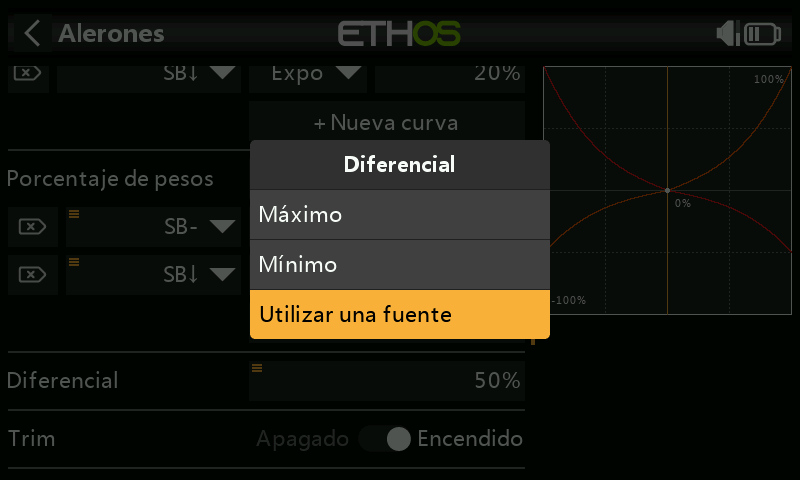 Alerones
ETHOS
SB↓
Expo
20%
+ Nueva curva
100%
Porcentaje de pesos
SB-
SB↓
0%
-100%
Diferencial
Máximo
Mínimo
Utilizar una fuente
Diferencial
50%
Trim
Apagado
Encendido